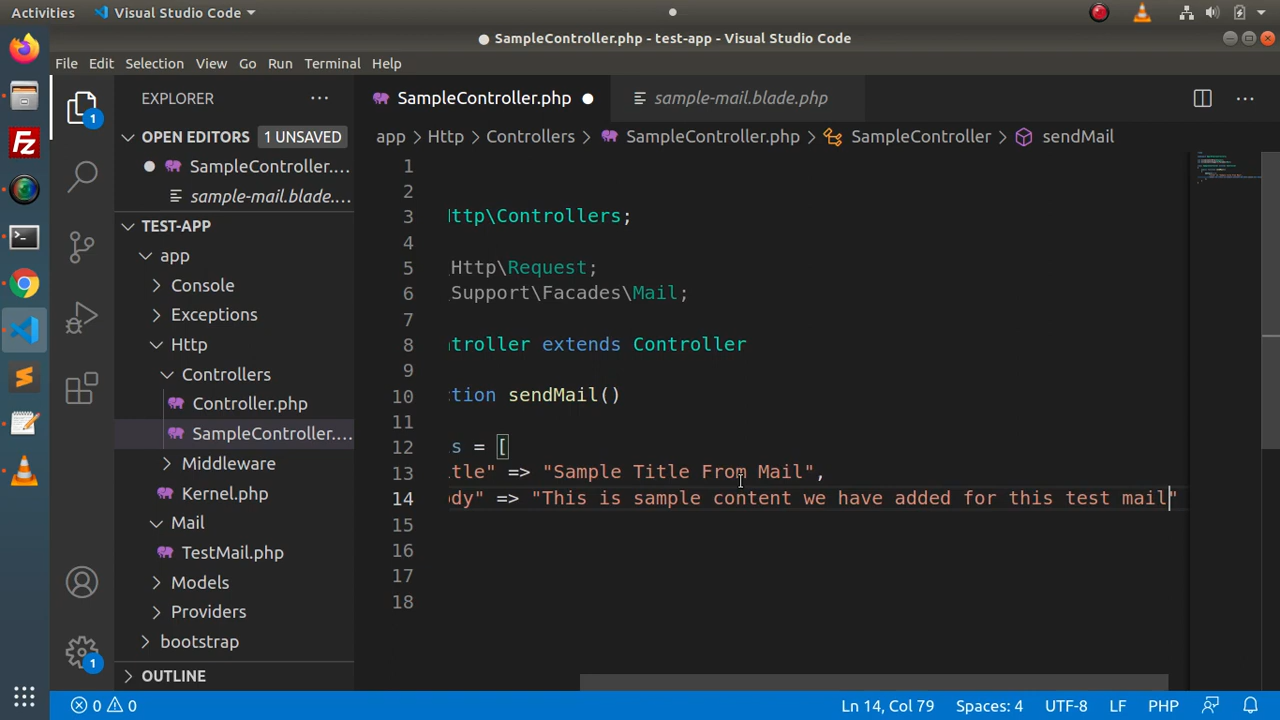 Activities Visual Studio Code
SampleController.php - test-app - Visual Studio Code
File Edit Selection View Go Run Terminal Help
EXPLORER
OPEN EDITORS 1 UNSAVED
SampleController....
sample-mail.blade....
TEST-APP
app
Console
Exceptions
Http
Controllers
Controller.php
SampleController....
Middleware
Kernel.php
Mail
TestMail.php
Models
Providers
bootstrap
OUTLINE
1
1
SampleController.php sample-mail.blade.php
app > Http > Controllers > SampleController.php > SampleController > sendMail
1
2
3 Http\Controllers;
4
5 Http\Request;
6 Support\Facades\Mail;
7
8 troller extends Controller
9
10 tion sendMail()
11
12 s = [
13 tle" => "Sample Title From Mail",
14 ody" => "This is sample content we have added for this test mail"
15
16
17
18
0 0 Ln 14, Col 79 Spaces: 4 UTF-8 LF PHP